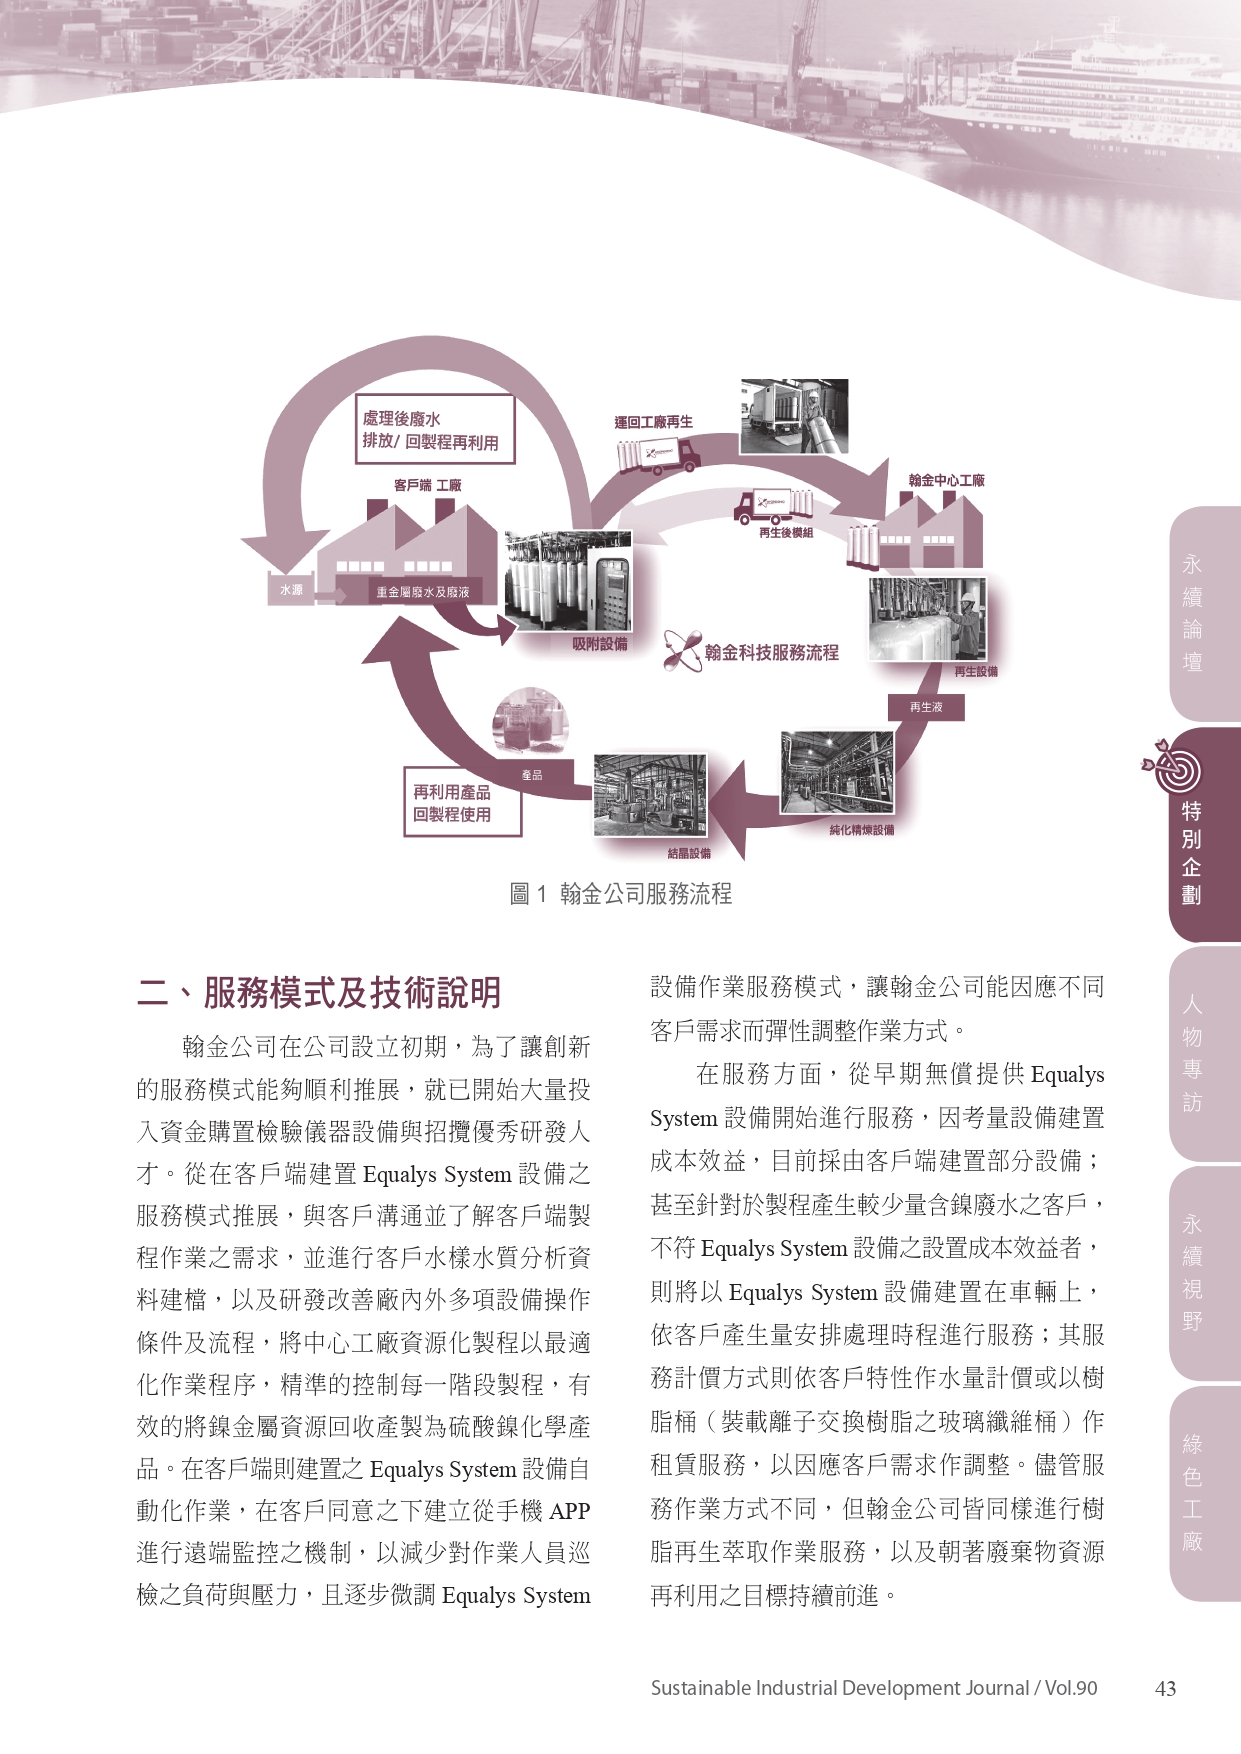 處理後廢水
排放/ 回製程再利用
客戶端 工廠
水源
重金屬廢水及廢液
吸附設備
運回工廠再生
再生後模組
翰金中心工廠
再生設備
翰金科技服務流程
再生液
純化精煉設備
結晶設備
產品
再利用產品
回製程使用
圖 1 翰金公司服務流程
二、服務模式及技術說明
翰金公司在公司設立初期，為了讓創新
的服務模式能夠順利推展，就已開始大量投
入資金購置檢驗儀器設備與招攬優秀研發人
才。從在客戶端建置 Equalys System 設備之
服務模式推展，與客戶溝通並了解客戶端製
程作業之需求，並進行客戶水樣水質分析資
料建檔，以及研發改善廠內外多項設備操作
條件及流程，將中心工廠資源化製程以最適
化作業程序，精準的控制每一階段製程，有
效的將鎳金屬資源回收產製為硫酸鎳化學產
品。在客戶端則建置之 Equalys System 設備自
動化作業，在客戶同意之下建立從手機 APP
進行遠端監控之機制，以減少對作業人員巡
檢之負荷與壓力，且逐步微調 Equalys System
設備作業服務模式，讓翰金公司能因應不同
客戶需求而彈性調整作業方式。
在服務方面，從早期無償提供 Equalys
System 設備開始進行服務，因考量設備建置
成本效益，目前採由客戶端建置部分設備；
甚至針對於製程產生較少量含鎳廢水之客戶，
不符 Equalys System 設備之設置成本效益者，
則將以 Equalys System 設備建置在車輛上，
依客戶產生量安排處理時程進行服務；其服
務計價方式則依客戶特性作水量計價或以樹
脂桶（裝載離子交換樹脂之玻璃纖維桶）作
租賃服務，以因應客戶需求作調整。儘管服
務作業方式不同，但翰金公司皆同樣進行樹
脂再生萃取作業服務，以及朝著廢棄物資源
再利用之目標持續前進。
永續論壇
特別企劃
人物專訪
永續視野
綠色工廠
Sustainable Industrial Development Journal / Vol.90
43